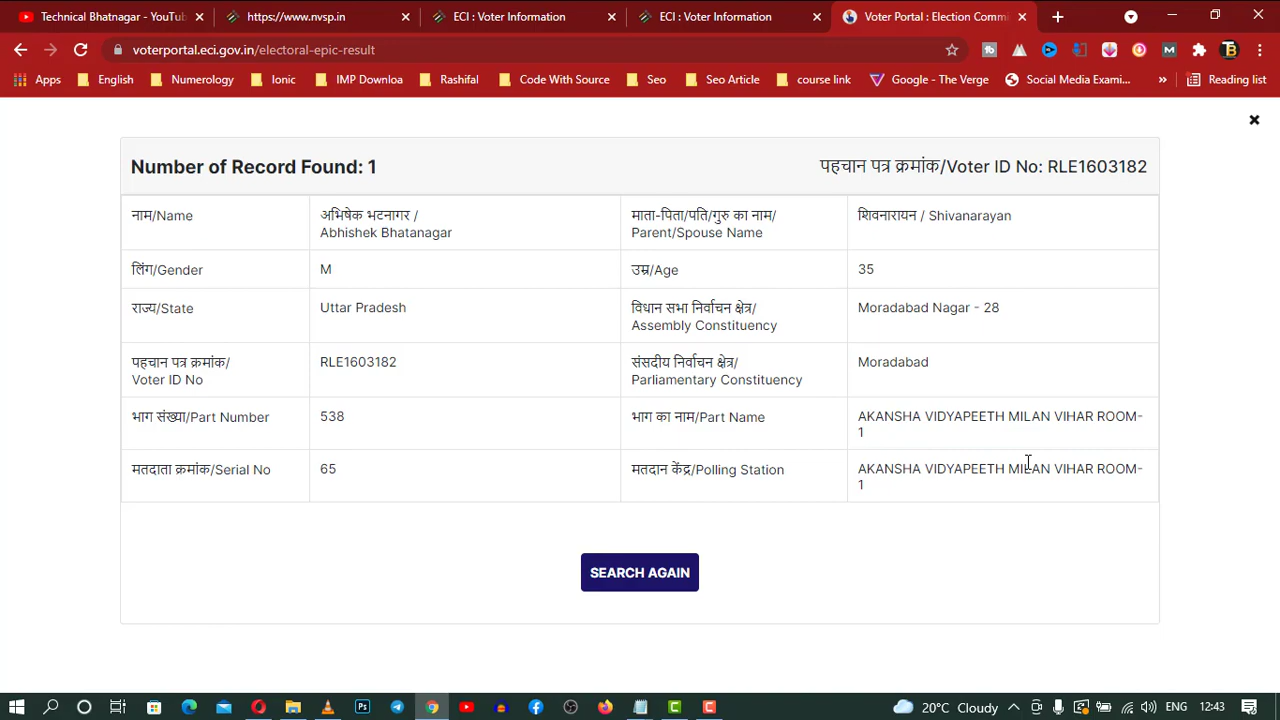 Technical Bhatnagar - YouTub
https://www.nvsp.in
ECI : Voter Information
ECI : Voter Information
Voter Portal : Election Commi
voterportal.eci.gov.in/electoral-epic-result
Apps English Numerology Ionic IMP Downloa Rashifal Code With Source Seo Seo Article course link Google - The Verge Social Media Exami... » Reading list
Number of Record Found: 1
पहचान पत्र क्रमांक/Voter ID No: RLE1603182
नाम/Name
अभिषेक भटनागर /
Abhishek Bhatanagar
माता-पिता/पति/गुरु का नाम/
Parent/Spouse Name
शिवनारायन / Shivanarayan
लिंग/Gender
M
उम्र/Age
35
राज्य/State
Uttar Pradesh
विधान सभा निर्वाचन क्षेत्र/
Assembly Constituency
Moradabad Nagar - 28
पहचान पत्र क्रमांक/
Voter ID No
RLE1603182
संसदीय निर्वाचन क्षेत्र/
Parliamentary Constituency
Moradabad
भाग संख्या/Part Number
538
भाग का नाम/Part Name
AKANSHA VIDYAPEETH MILAN VIHAR ROOM-
1
मतदाता क्रमांक/Serial No
65
मतदान केंद्र/Polling Station
AKANSHA VIDYAPEETH MILAN VIHAR ROOM-
1
SEARCH AGAIN
20°C Cloudy ENG 12:43